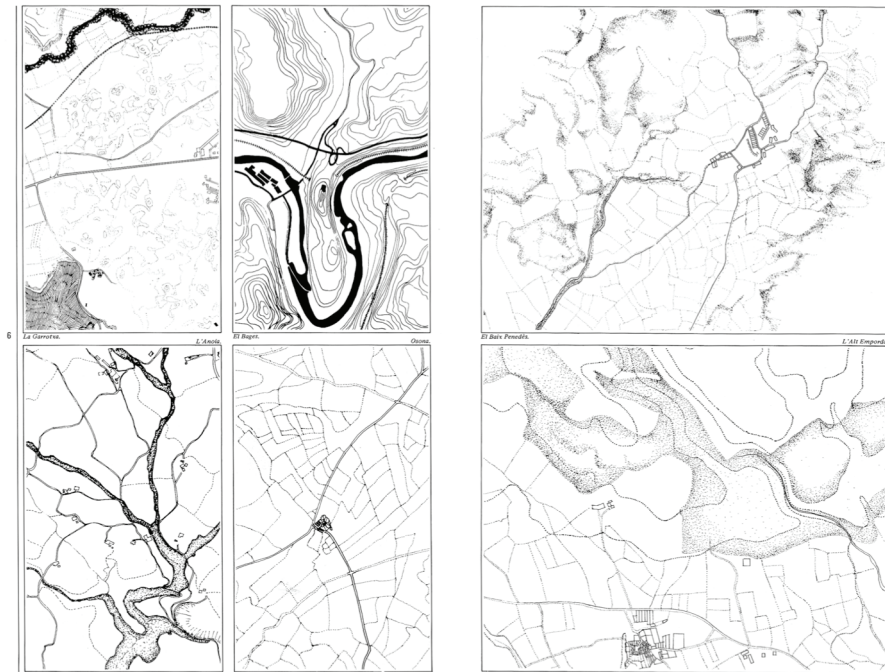 6
La Garrotxa.
L'Anoia.
El Bages.
Osona.
El Baix Penedès.
L'Alt Empordà